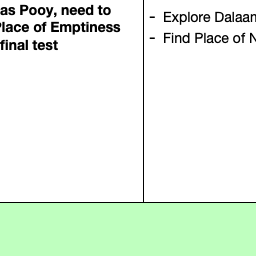 as Pooy, need to
Place of Emptiness
final test
- Explore Dalaan
- Find Place of